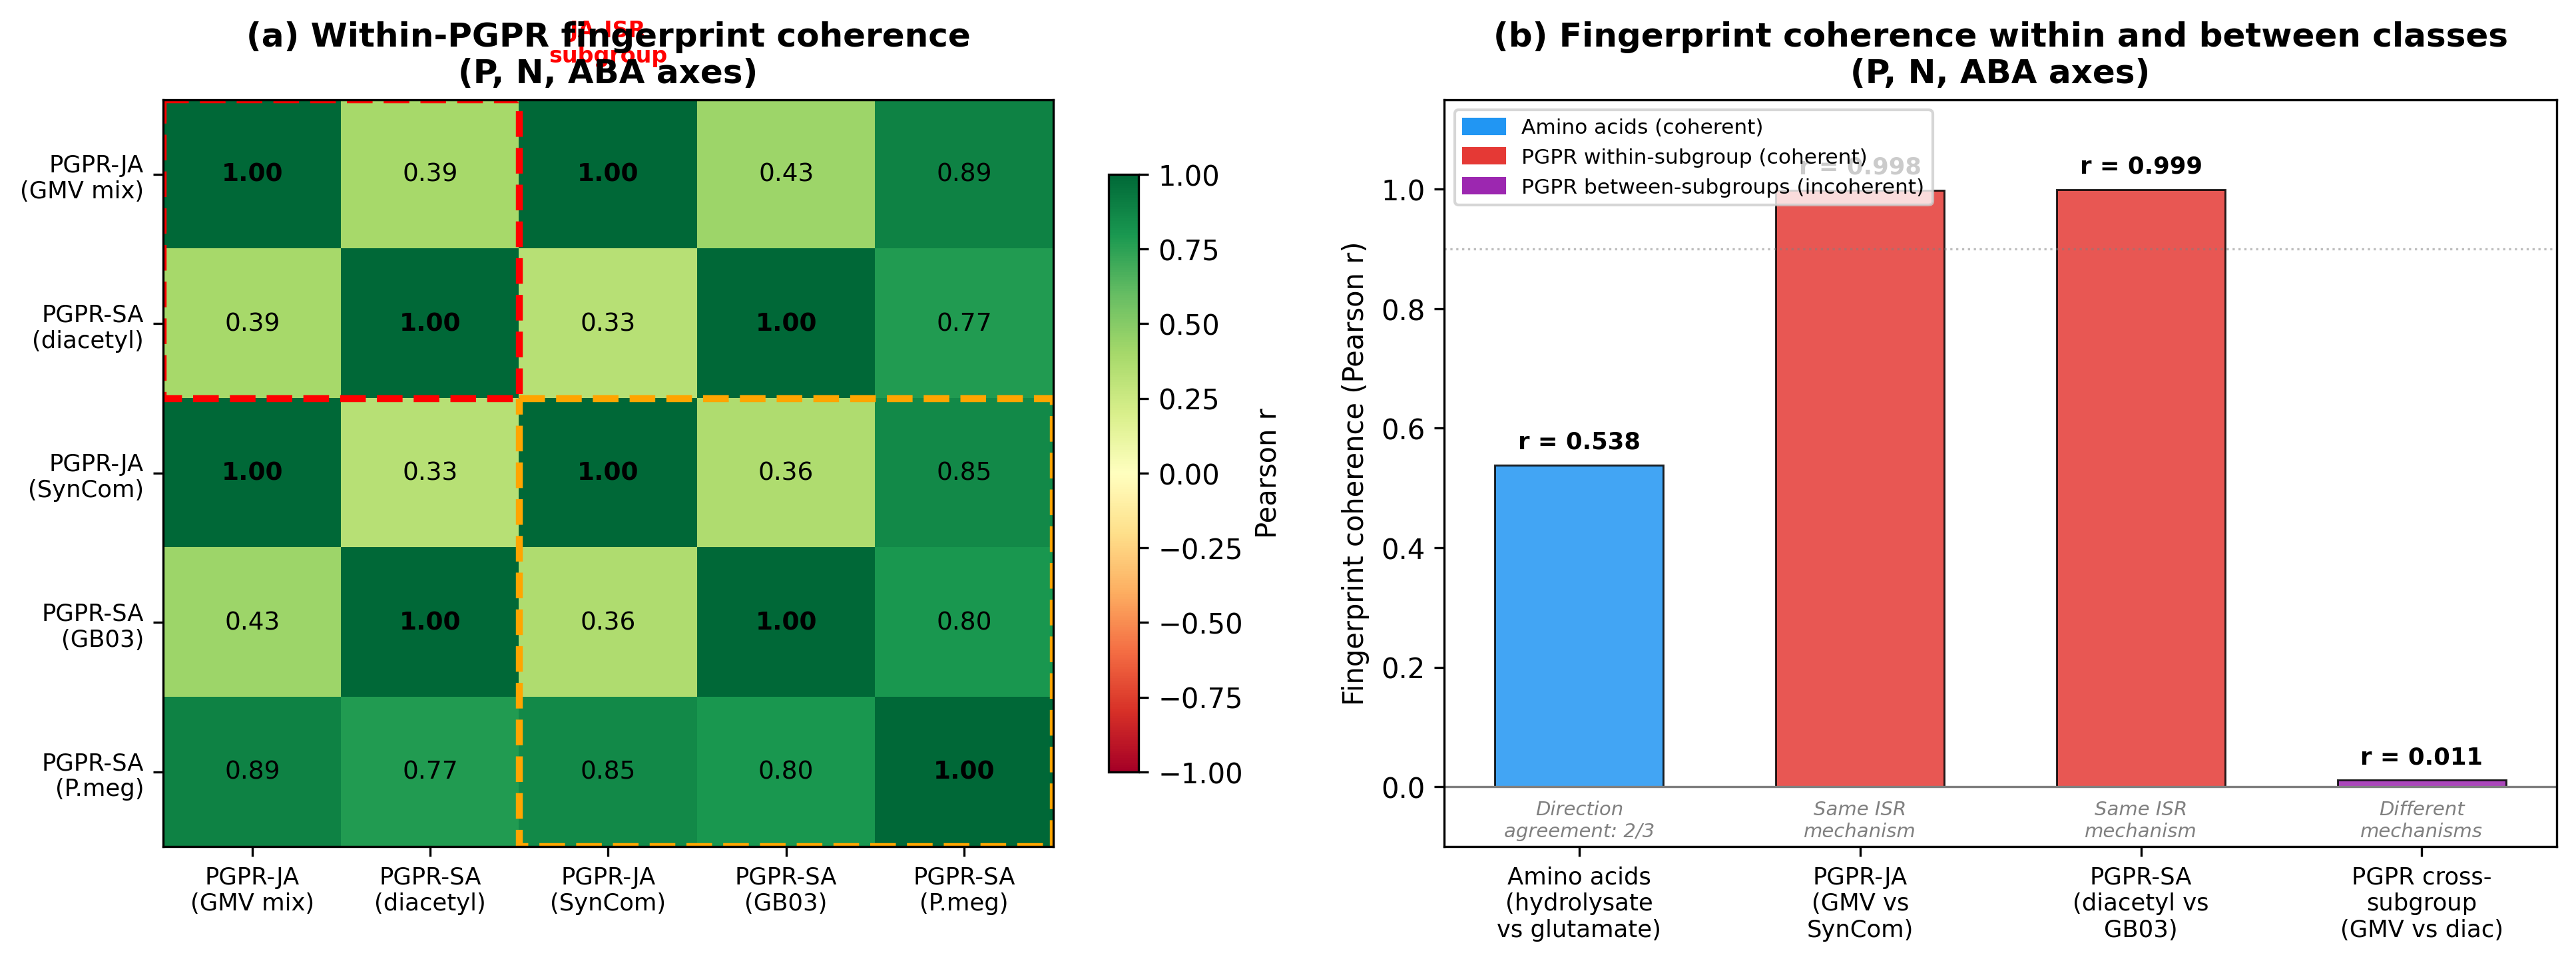 (a) Within-PGPR fingerprint coherence
(P, N, ABA axes)
JA-ISR
subgroup
PGPR-JA
(GMV mix)
1.00 0.39 1.00 0.43 0.89
PGPR-SA
(diacetyl)
0.39 1.00 0.33 1.00 0.77
PGPR-JA
(SynCom)
1.00 0.33 1.00 0.36 0.85
PGPR-SA
(GB03)
0.43 1.00 0.36 1.00 0.80
PGPR-SA
(P.meg)
0.89 0.77 0.85 0.80 1.00
PGPR-JA
(GMV mix)
PGPR-SA
(diacetyl)
PGPR-JA
(SynCom)
PGPR-SA
(GB03)
PGPR-SA
(P.meg)
1.00
0.75
0.50
0.25
0.00
−0.25
−0.50
−0.75
−1.00
Pearson r
(b) Fingerprint coherence within and between classes
(P, N, ABA axes)
Amino acids (coherent)
PGPR within-subgroup (coherent)
PGPR between-subgroups (incoherent)
Fingerprint coherence (Pearson r)
1.0
0.8
0.6
0.4
0.2
0.0
r = 0.538
r = 0.998
r = 0.999
r = 0.011
Direction
agreement: 2/3
Same ISR
mechanism
Same ISR
mechanism
Different
mechanisms
Amino acids
(hydrolysate
vs glutamate)
PGPR-JA
(GMV vs
SynCom)
PGPR-SA
(diacetyl vs
GB03)
PGPR cross-
subgroup
(GMV vs diac)